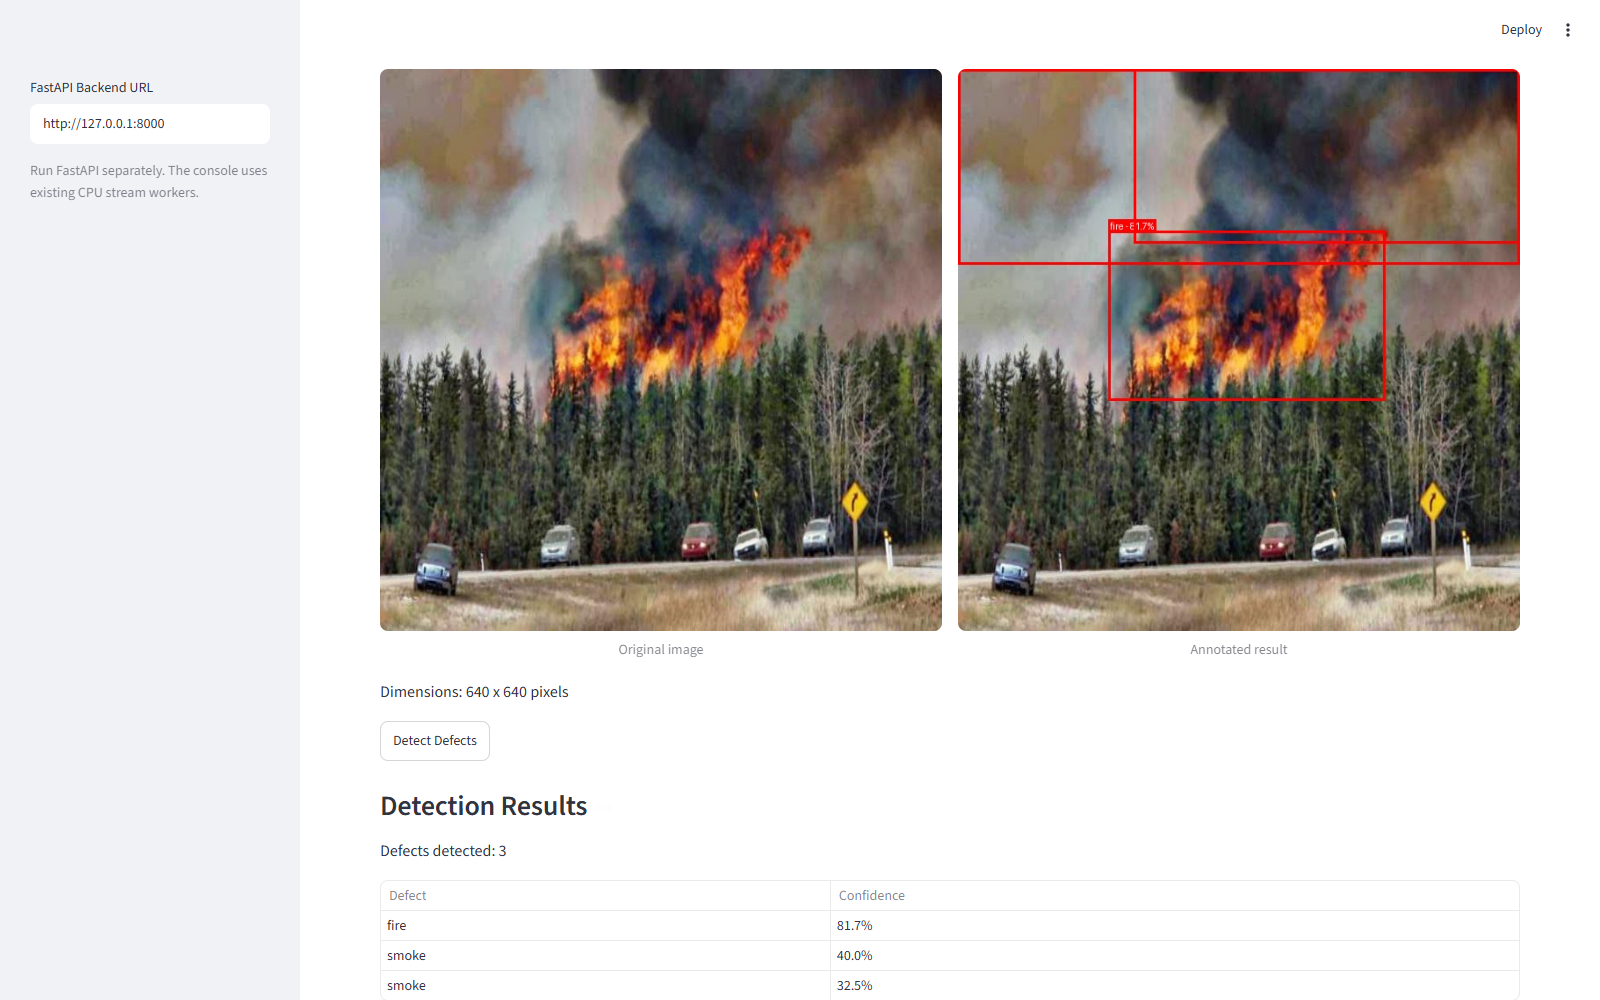 Deploy
FastAPI Backend URL
http://127.0.0.1:8000
Run FastAPI separately. The console uses
existing CPU stream workers.
fire - 81.7%
Original image
Annotated result
Dimensions: 640 x 640 pixels
Detect Defects
Detection Results
Defects detected: 3
Defect Confidence
fire 81.7%
smoke 40.0%
smoke 32.5%